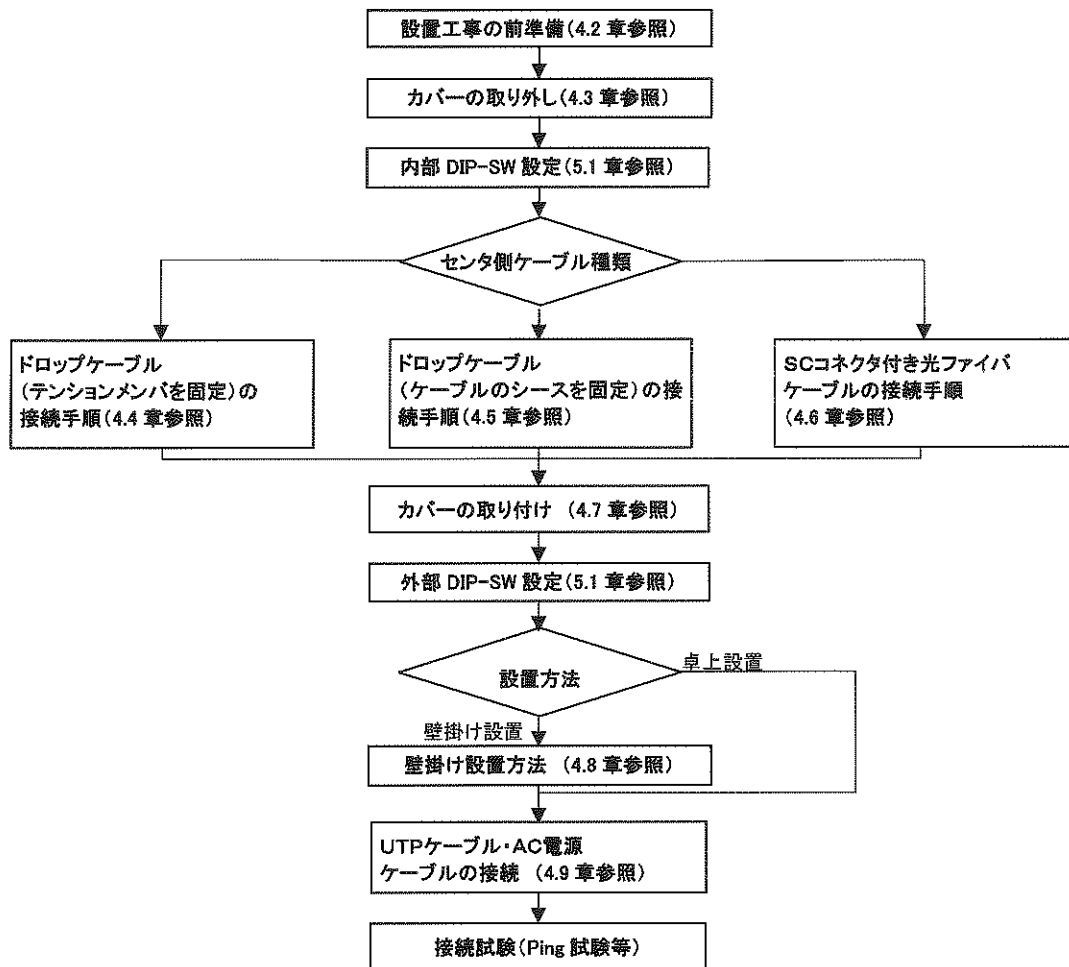 設置工事の前準備(4.2 章参照)
カバーの取り外し(4.3 章参照)
内部 DIP-SW 設定(5.1 章参照)
センタ側ケーブル種類
ドロップケーブル
(テンションメンバを固定)の
接続手順(4.4 章参照)
ドロップケーブル
(ケーブルのシースを固定)の接
続手順(4.5 章参照)
SCコネクタ付き光ファイバ
ケーブルの接続手順
(4.6 章参照)
カバーの取り付け (4.7 章参照)
外部 DIP-SW 設定(5.1 章参照)
設置方法
卓上設置
壁掛け設置
壁掛け設置方法 (4.8 章参照)
UTPケーブル・AC電源
ケーブルの接続 (4.9 章参照)
接続試験(Ping 試験等)